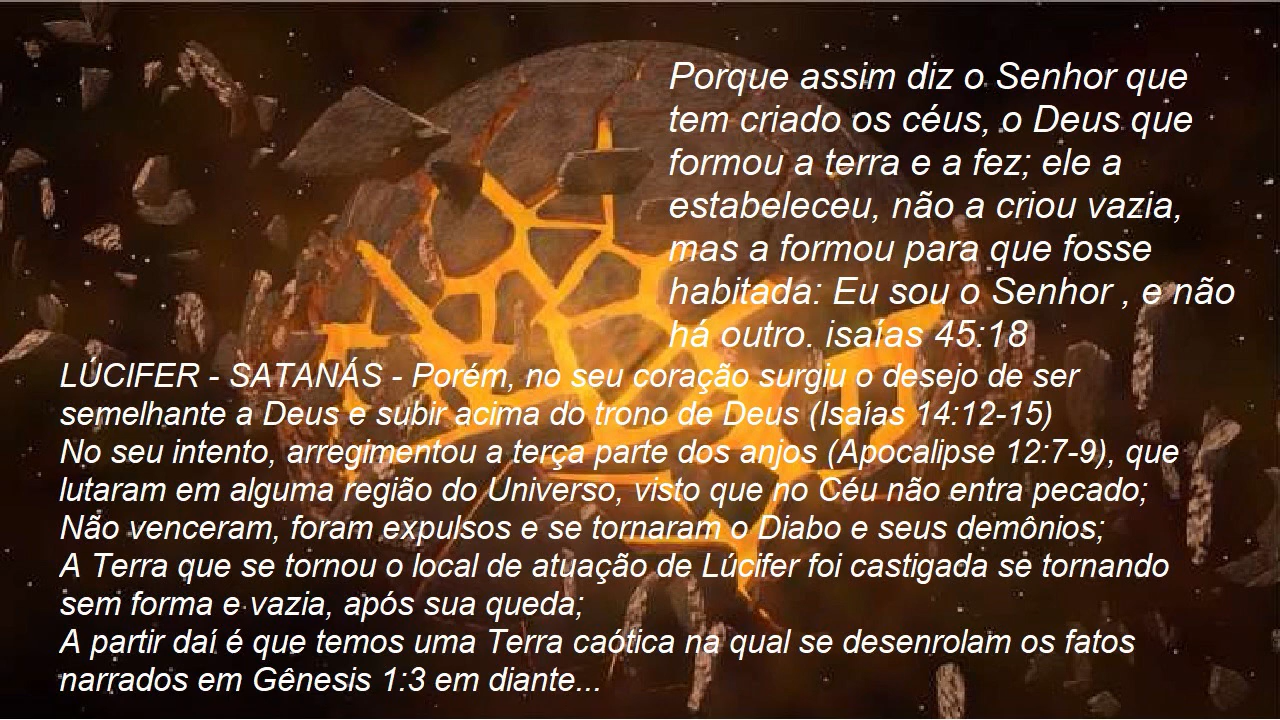 Porque assim diz o Senhor que
tem criado os céus, o Deus que
formou a terra e a fez; ele a
estabeleceu, não a criou vazia,
mas a formou para que fosse
habitada: Eu sou o Senhor , e não
há outro. isaías 45:18
LÚCIFER - SATANÁS - Porém, no seu coração surgiu o desejo de ser
semelhante a Deus e subir acima do trono de Deus (Isaías 14:12-15)
No seu intento, arregimentou a terça parte dos anjos (Apocalipse 12:7-9), que
lutaram em alguma região do Universo, visto que no Céu não entra pecado;
Não venceram, foram expulsos e se tornaram o Diabo e seus demônios;
A Terra que se tornou o local de atuação de Lúcifer foi castigada se tornando
sem forma e vazia, após sua queda;
A partir daí é que temos uma Terra caótica na qual se desenrolam os fatos
narrados em Gênesis 1:3 em diante...